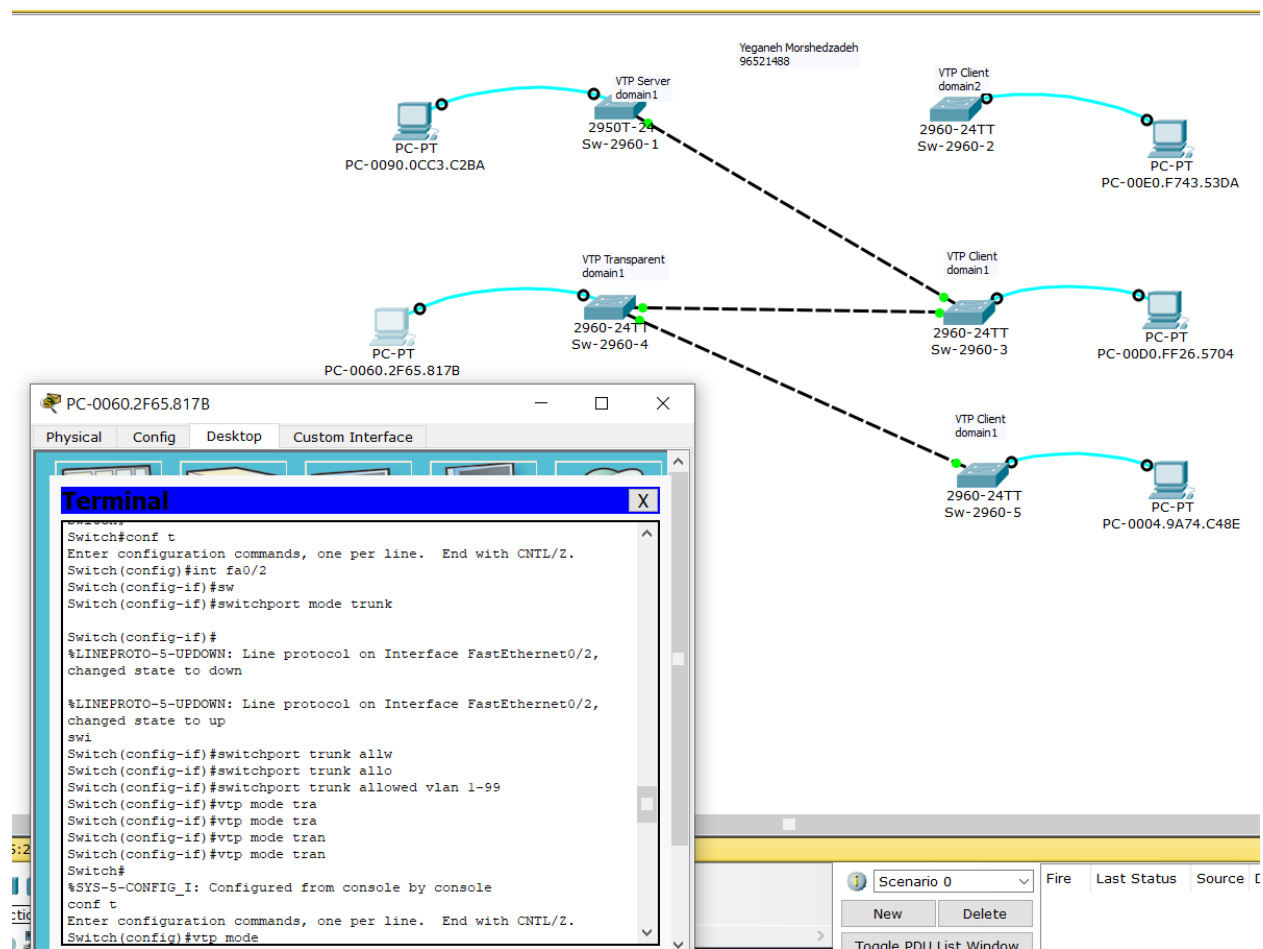 Yeganeh Morshedzadeh
96521488
VTP Server
domain1
2950T-24
Sw-2960-1
PC-PT
PC-0090.0CC3.C2BA
VTP Client
domain2
2960-24TT
Sw-2960-2
PC-PT
PC-00E0.F743.53DA
VTP Transparent
domain1
2960-24TT
Sw-2960-4
PC-PT
PC-0060.2F65.817B
VTP Client
domain1
2960-24TT
Sw-2960-3
PC-PT
PC-00D0.FF26.5704
VTP Client
domain1
2960-24TT
Sw-2960-5
PC-PT
PC-0004.9A74.C48E
PC-0060.2F65.817B
Physical Config Desktop Custom Interface
Terminal
X
Switch#conf t
Enter configuration commands, one per line. End with CNTL/Z.
Switch(config)#int fa0/2
Switch(config-if)#sw
Switch(config-if)#switchport mode trunk
Switch(config-if)#
%LINEPROTO-5-UPDOWN: Line protocol on Interface FastEthernet0/2,
changed state to down
%LINEPROTO-5-UPDOWN: Line protocol on Interface FastEthernet0/2,
changed state to up
swi
Switch(config-if)#switchport trunk allw
Switch(config-if)#switchport trunk allo
Switch(config-if)#switchport trunk allowed vlan 1-99
Switch(config-if)#vtp mode tra
Switch(config-if)#vtp mode tra
Switch(config-if)#vtp mode tran
Switch(config-if)#vtp mode tran
Switch#
%SYS-5-CONFIG_I: Configured from console by console
conf t
Enter configuration commands, one per line. End with CNTL/Z.
Switch(config)#vtp mode
Scenario 0
New Delete
Toggle PDU List Window
Fire Last Status Source